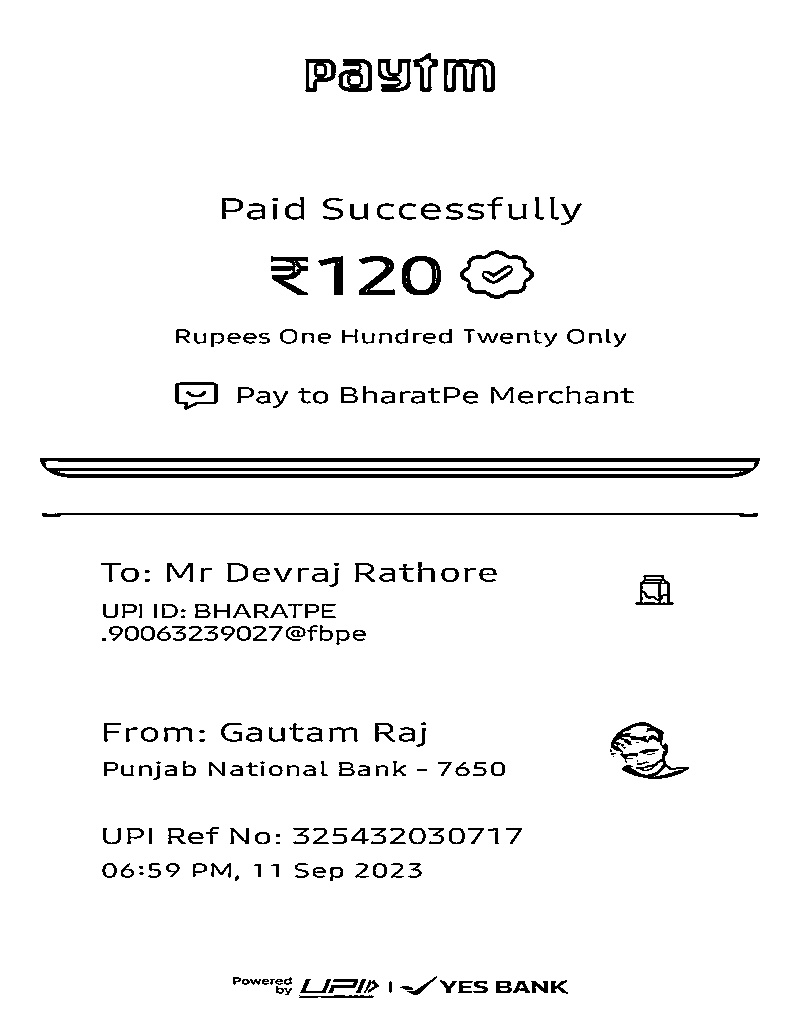 paytm
Paid Successfully
₹120
Rupees One Hundred Twenty Only
Pay to BharatPe Merchant
To: Mr Devraj Rathore
UPI ID: BHARATPE
.90063239027@fbpe
From: Gautam Raj
Punjab National Bank - 7650
UPI Ref No: 325432030717
06:59 PM, 11 Sep 2023
Powered by UPI | YES BANK